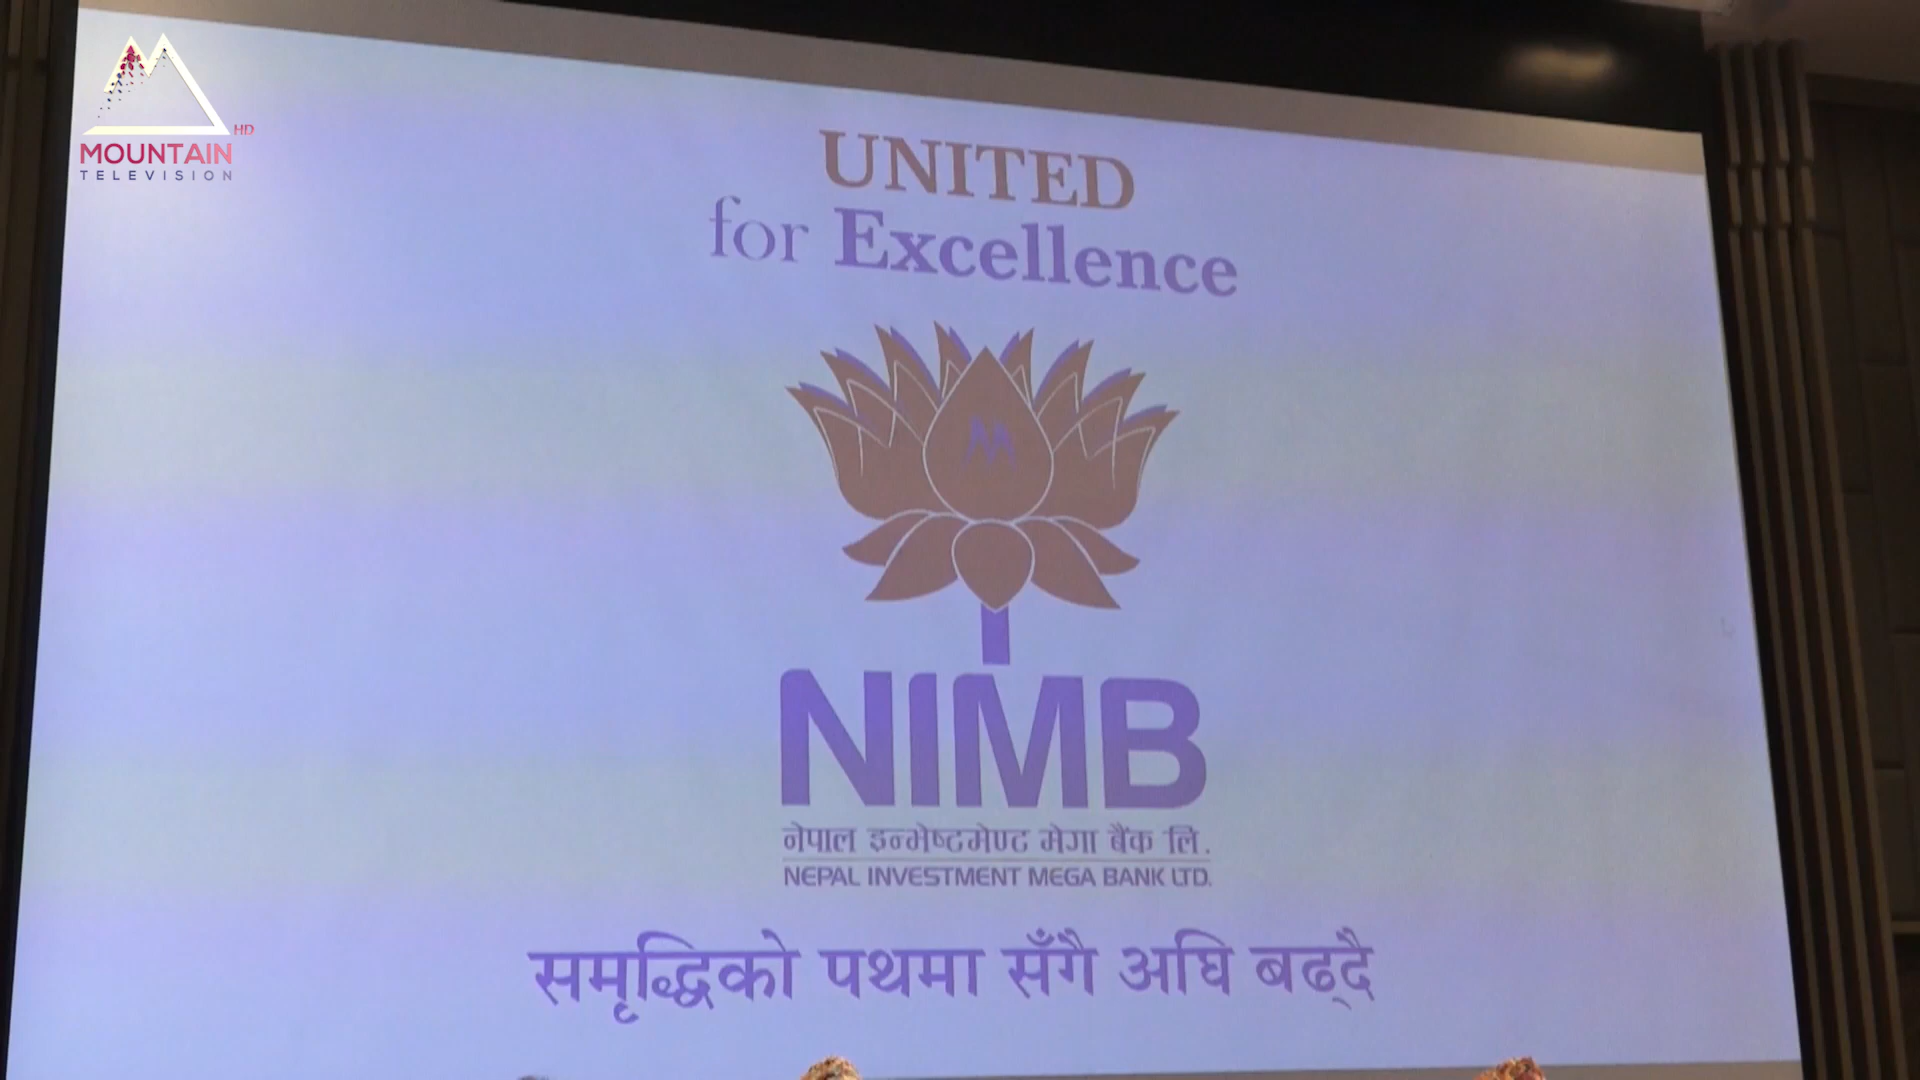 HD
MOUNTAIN
TELEVISION
UNITED
for Excellence
NIMB
नेपाल इन्भेष्टमेण्ट मेगा बैंक लि.
NEPAL INVESTMENT MEGA BANK LTD.
समृद्धिको पथमा सँगै अघि बढ्दै